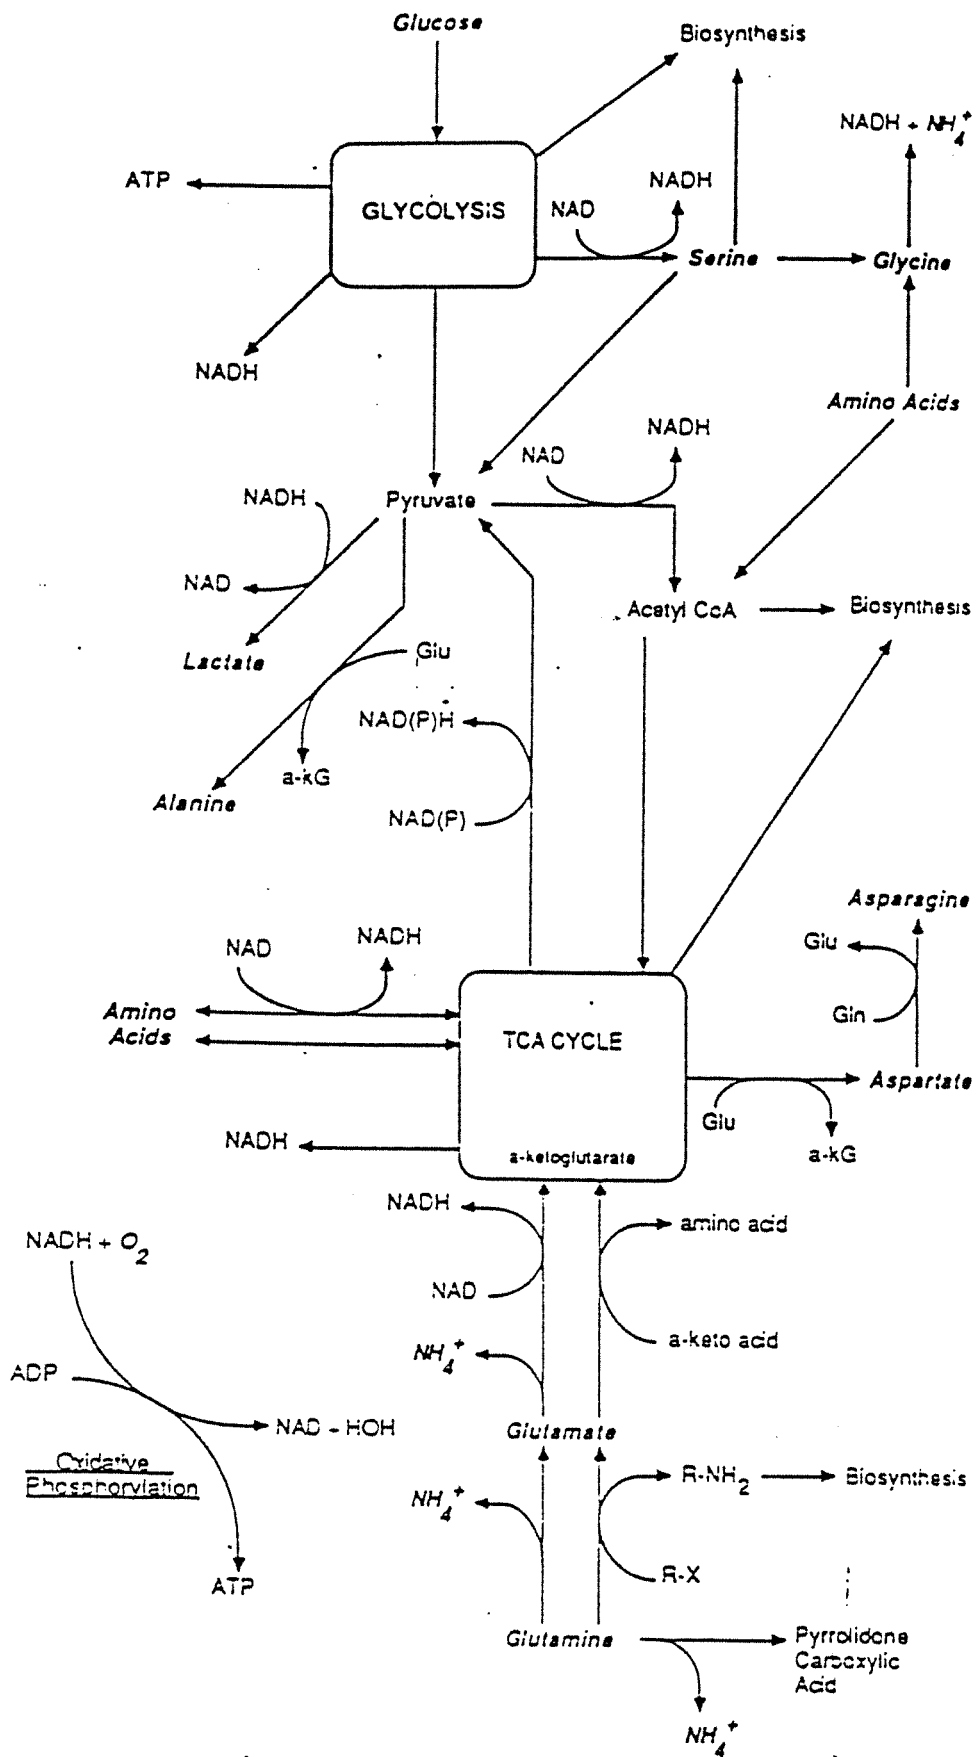 Glucose
Biosynthesis
NADH + NH4+
ATP
GLYCOLYSIS
NAD
NADH
Serine
Glycine
NADH
Amino Acids
NADH
NAD
NADH
Pyruvate
NAD
Acetyl CoA
Biosynthesis
Lactate
Glu
NAD(P)H
a-kG
Alanine
NAD(P)
Asparagine
NAD
NADH
Glu
Amino
Acids
Gln
TCA CYCLE
Aspartate
Glu
NADH
a-ketoglutarate
a-kG
NADH
amino acid
NADH + O2
NAD
a-keto acid
NH4+
ADP
NAD + HOH
Glutamate
Oxidative
Phosphorylation
R-NH2
Biosynthesis
NH4+
R-X
ATP
Glutamine
Pyrrolidone
Carboxylic
Acid
NH4+